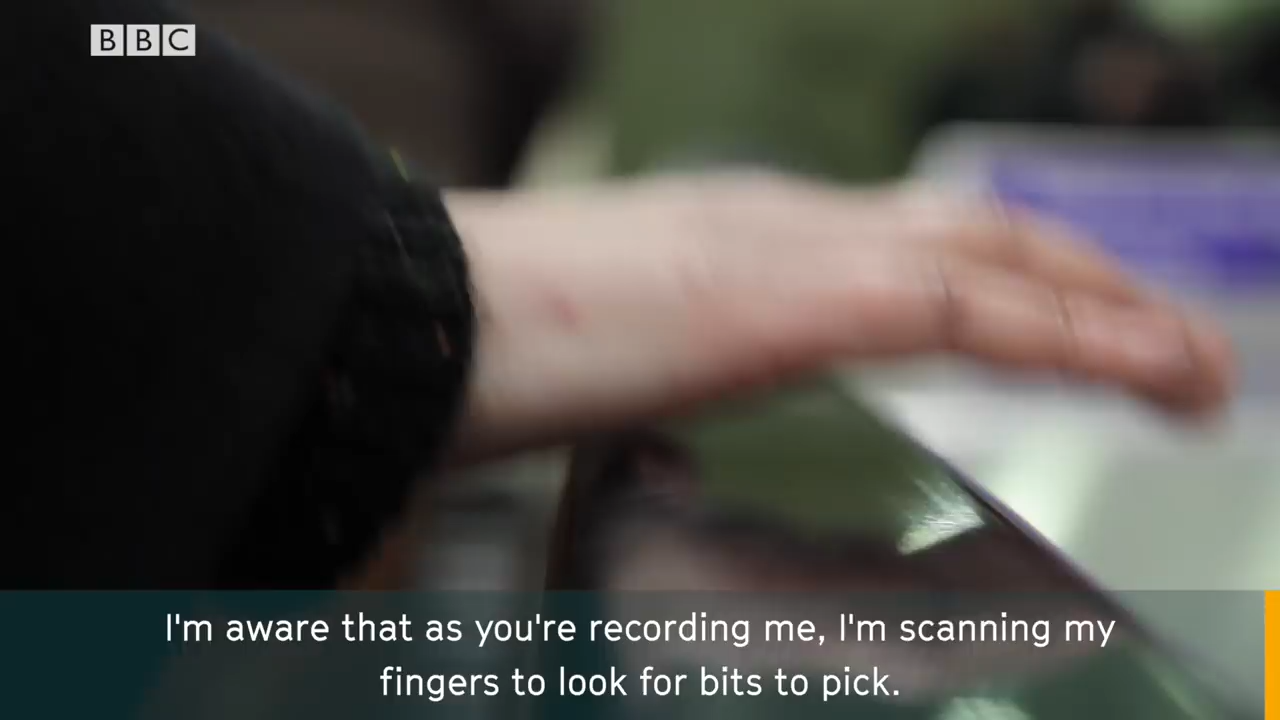 BBC
I'm aware that as you're recording me, I'm scanning my
fingers to look for bits to pick.